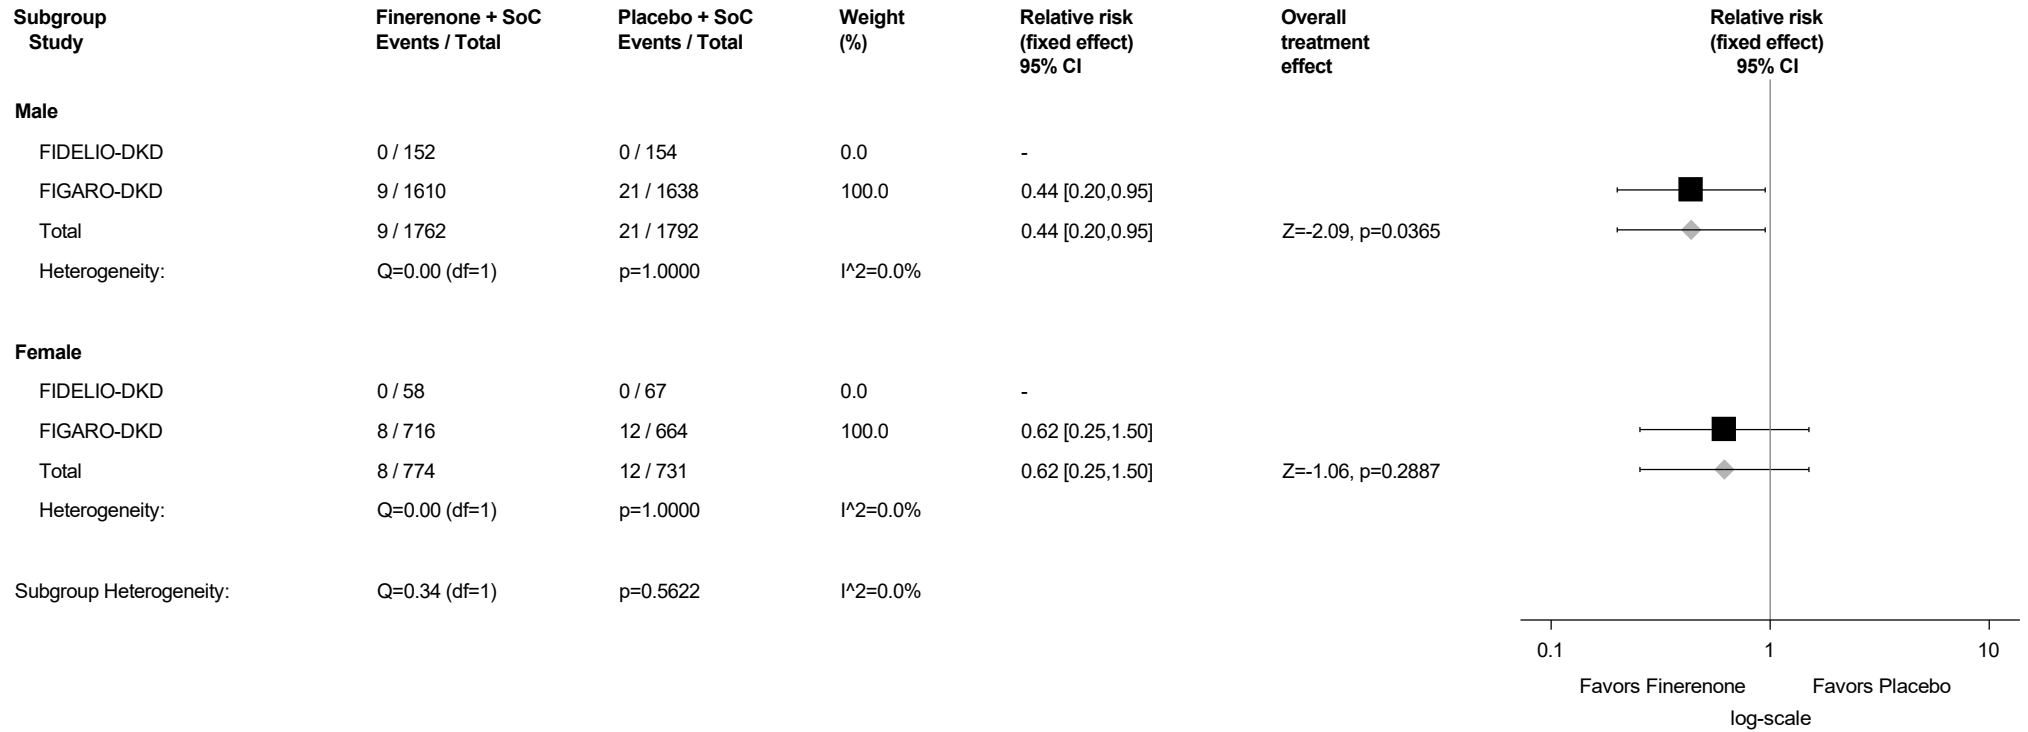 Subgroup Finerenone + SoC Placebo + SoC Weight Relative risk Overall Relative risk
Study Events / Total Events / Total (%) (fixed effect) treatment (fixed effect)
95% CI effect 95% CI
Male
FIDELIO-DKD 0 / 152 0 / 154 0.0 -
FIGARO-DKD 9 / 1610 21 / 1638 100.0 0.44 [0.20,0.95]
Total 9 / 1762 21 / 1792 0.44 [0.20,0.95] Z=-2.09, p=0.0365
Heterogeneity: Q=0.00 (df=1) p=1.0000 I^2=0.0%
Female
FIDELIO-DKD 0 / 58 0 / 67 0.0 -
FIGARO-DKD 8 / 716 12 / 664 100.0 0.62 [0.25,1.50]
Total 8 / 774 12 / 731 0.62 [0.25,1.50] Z=-1.06, p=0.2887
Heterogeneity: Q=0.00 (df=1) p=1.0000 I^2=0.0%
Subgroup Heterogeneity: Q=0.34 (df=1) p=0.5622 I^2=0.0%
0.1 1 10
Favors Finerenone Favors Placebo
log-scale